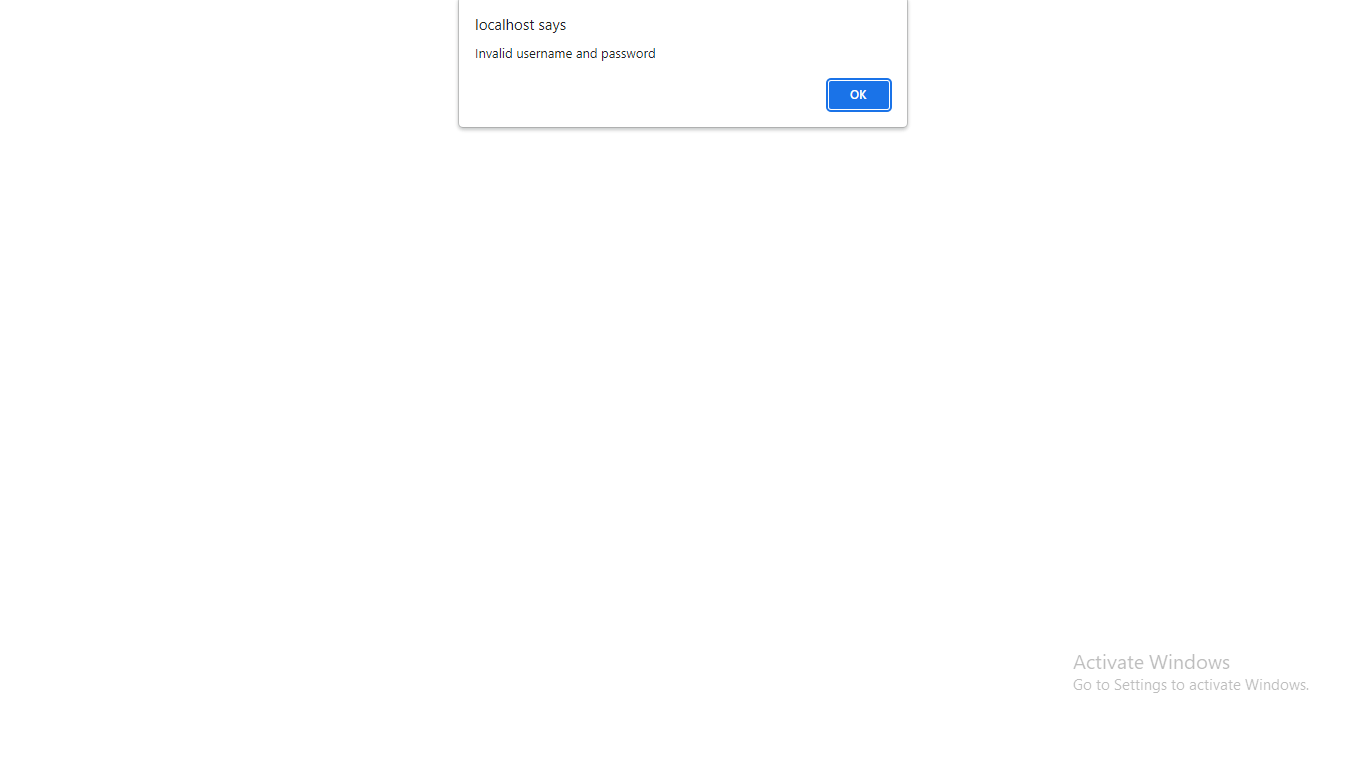 localhost says
Invalid username and password
OK
Activate Windows
Go to Settings to activate Windows.